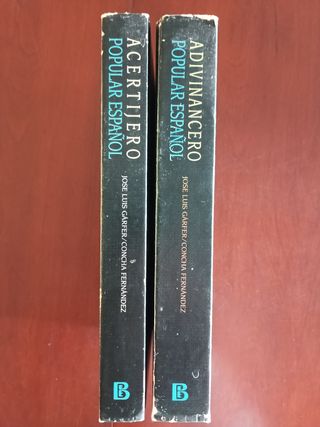 ACERTIJERO
POPULAR ESPAÑOL
JOSE LUIS GÁRFER/CONCHA FERNÁNDEZ
B
ADIVINANCERO
POPULAR ESPAÑOL
JOSE LUIS GÁRFER/CONCHA FERNÁNDEZ
B